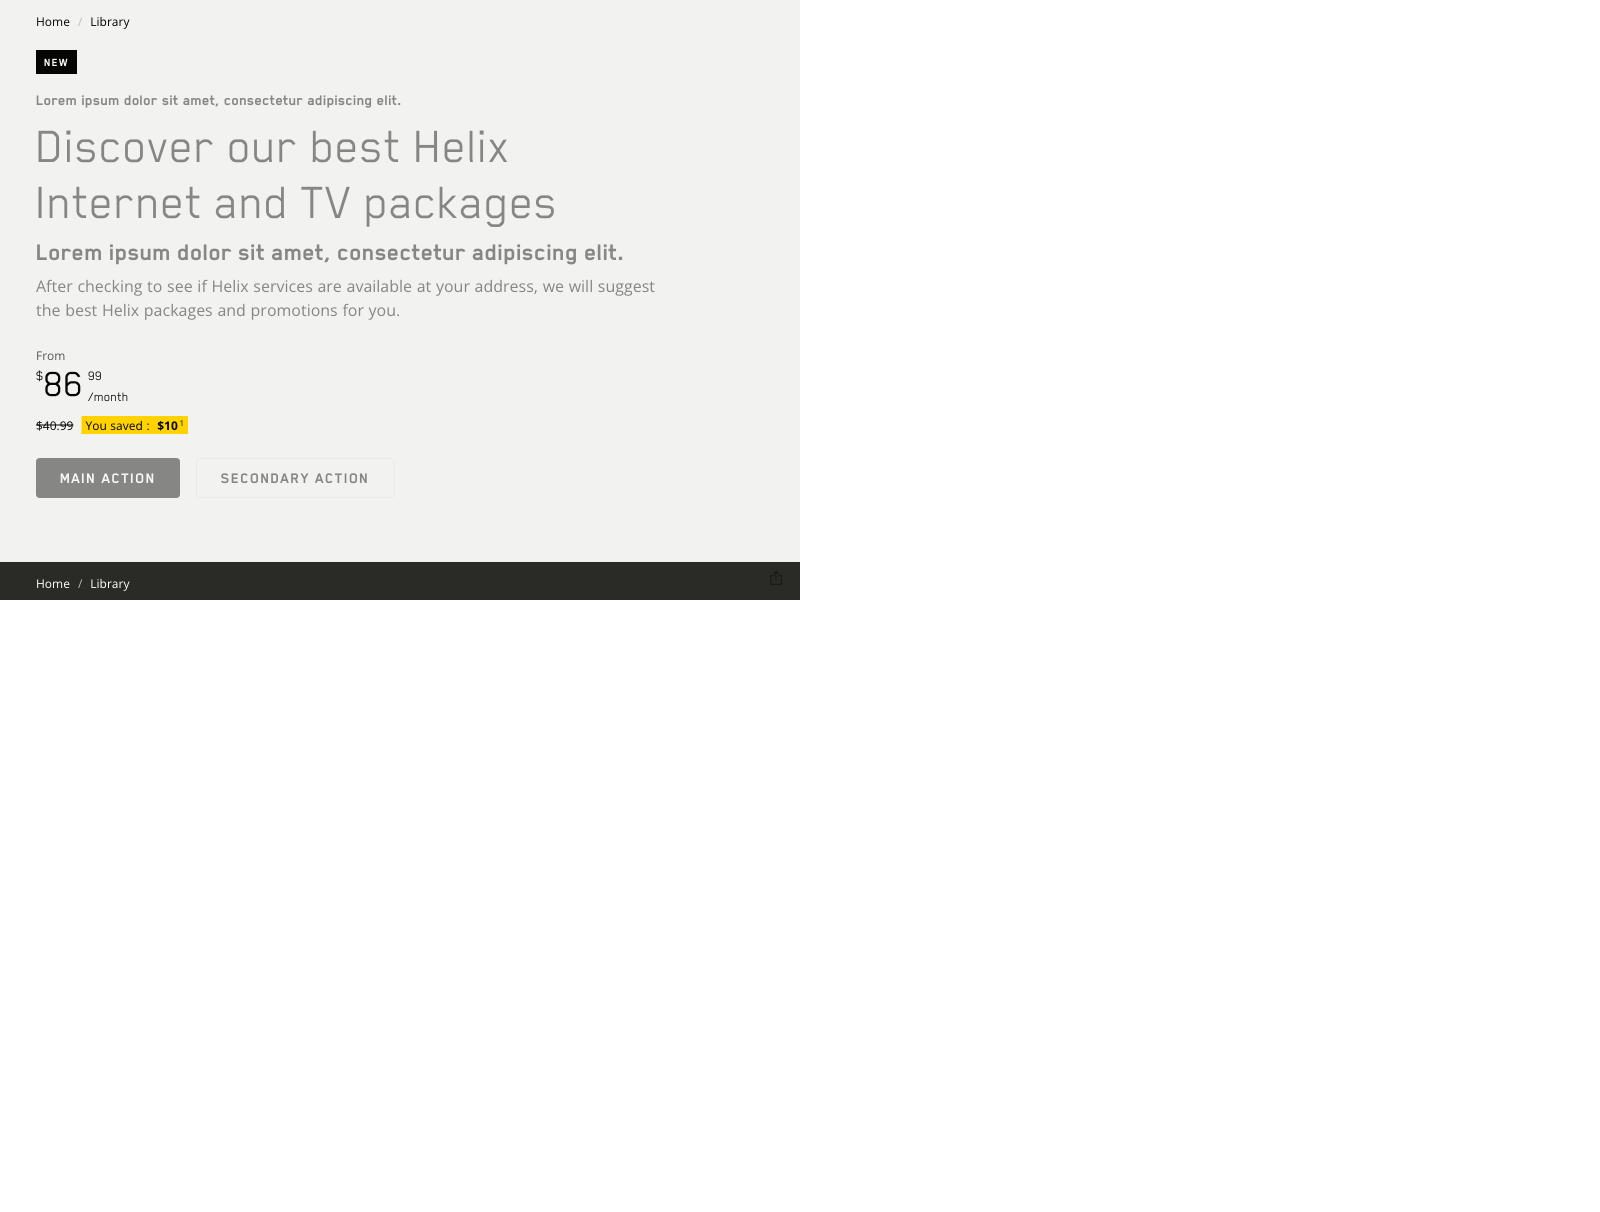 Home / Library
NEW
Lorem ipsum dolor sit amet, consectetur adipiscing elit.
Discover our best Helix
Internet and TV packages
Lorem ipsum dolor sit amet, consectetur adipiscing elit.
After checking to see if Helix services are available at your address, we will suggest
the best Helix packages and promotions for you.
From
$86 99
/month
$40.99 You saved : $10 1
MAIN ACTION SECONDARY ACTION
Home / Library